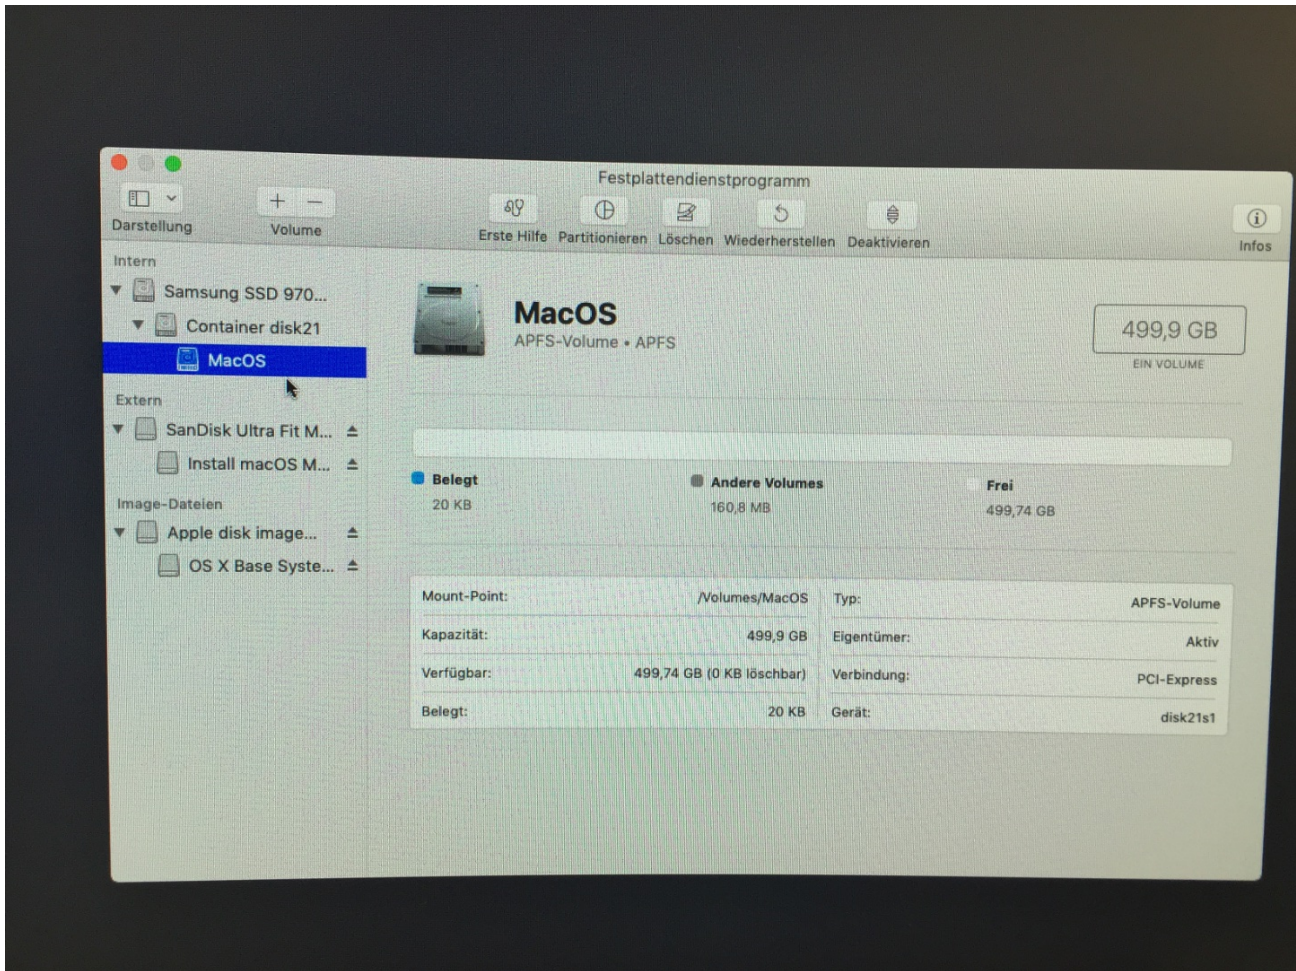 Festplattendienstprogramm
Darstellung
Volume
Erste Hilfe Partitionieren Löschen Wiederherstellen Deaktivieren
Infos
Intern
Samsung SSD 970...
Container disk21
MacOS
Extern
SanDisk Ultra Fit M...
Install macOS M...
Image-Dateien
Apple disk image...
OS X Base Syste...
MacOS
APFS-Volume • APFS
499,9 GB
EIN VOLUME
Belegt
20 KB
Andere Volumes
160,8 MB
Frei
499,74 GB
Mount-Point: /Volumes/MacOS
Kapazität: 499,9 GB
Verfügbar: 499,74 GB (0 KB löschbar)
Belegt: 20 KB
Typ: APFS-Volume
Eigentümer: Aktiv
Verbindung: PCI-Express
Gerät: disk21s1